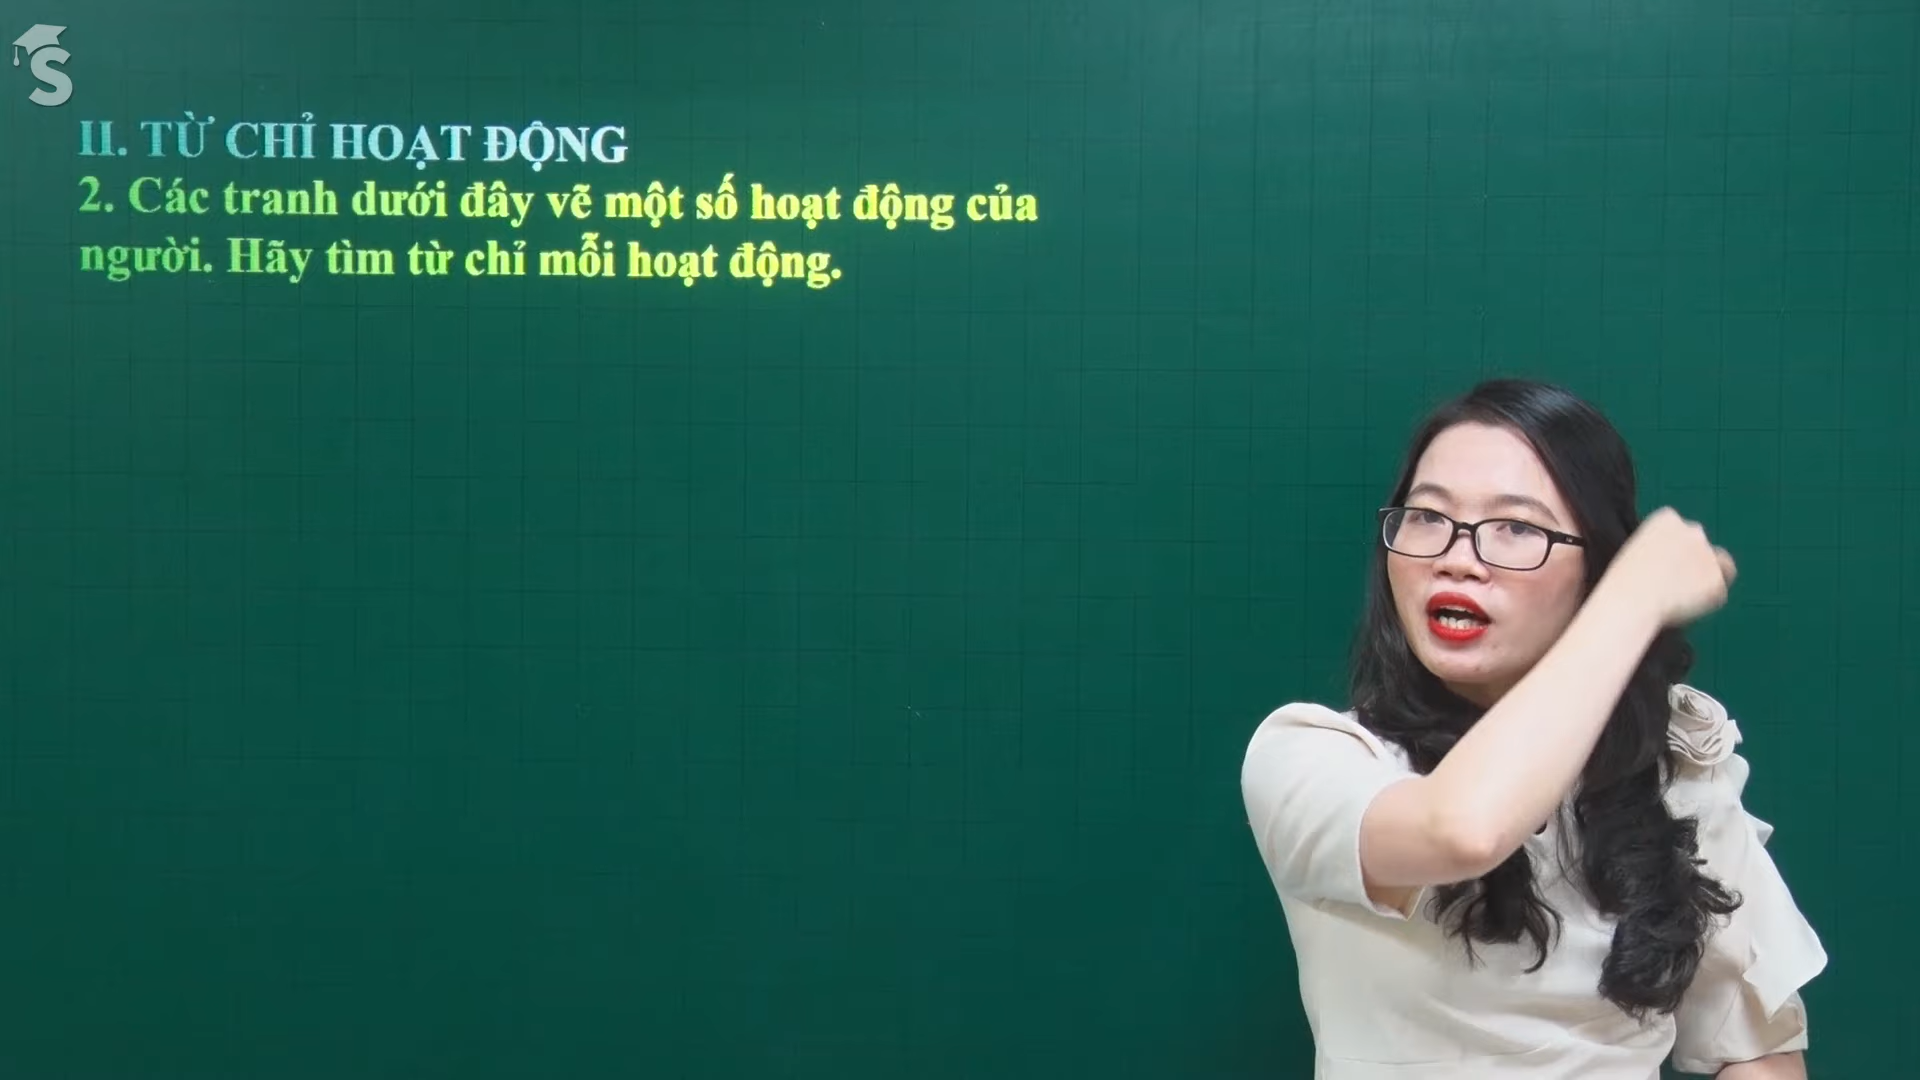 S
II. TỪ CHỈ HOẠT ĐỘNG
2. Các tranh dưới đây vẽ một số hoạt động của
người. Hãy tìm từ chỉ mỗi hoạt động.